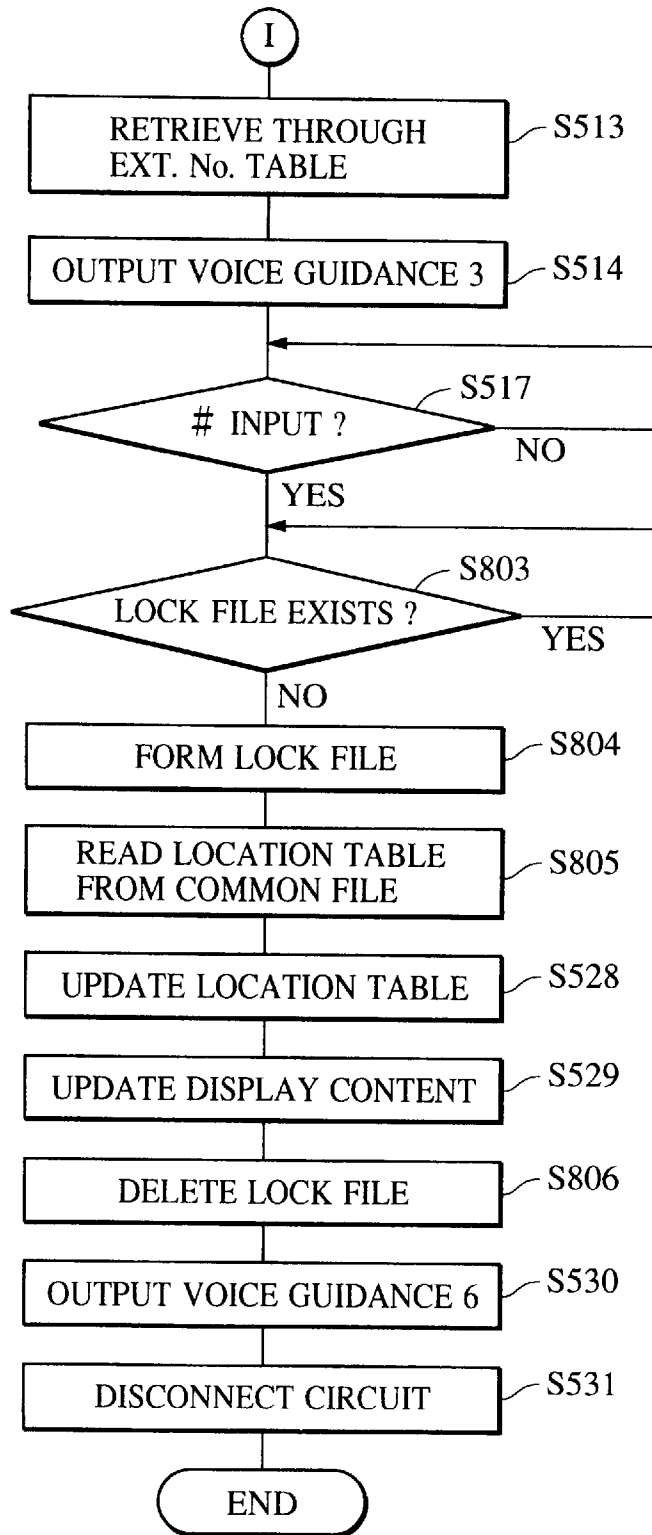 I
RETRIEVE THROUGH
EXT. No. TABLE
S513
OUTPUT VOICE GUIDANCE 3
S514
# INPUT ?
S517
NO
YES
LOCK FILE EXISTS ?
S803
YES
NO
FORM LOCK FILE
S804
READ LOCATION TABLE
FROM COMMON FILE
S805
UPDATE LOCATION TABLE
S528
UPDATE DISPLAY CONTENT
S529
DELETE LOCK FILE
S806
OUTPUT VOICE GUIDANCE 6
S530
DISCONNECT CIRCUIT
S531
END